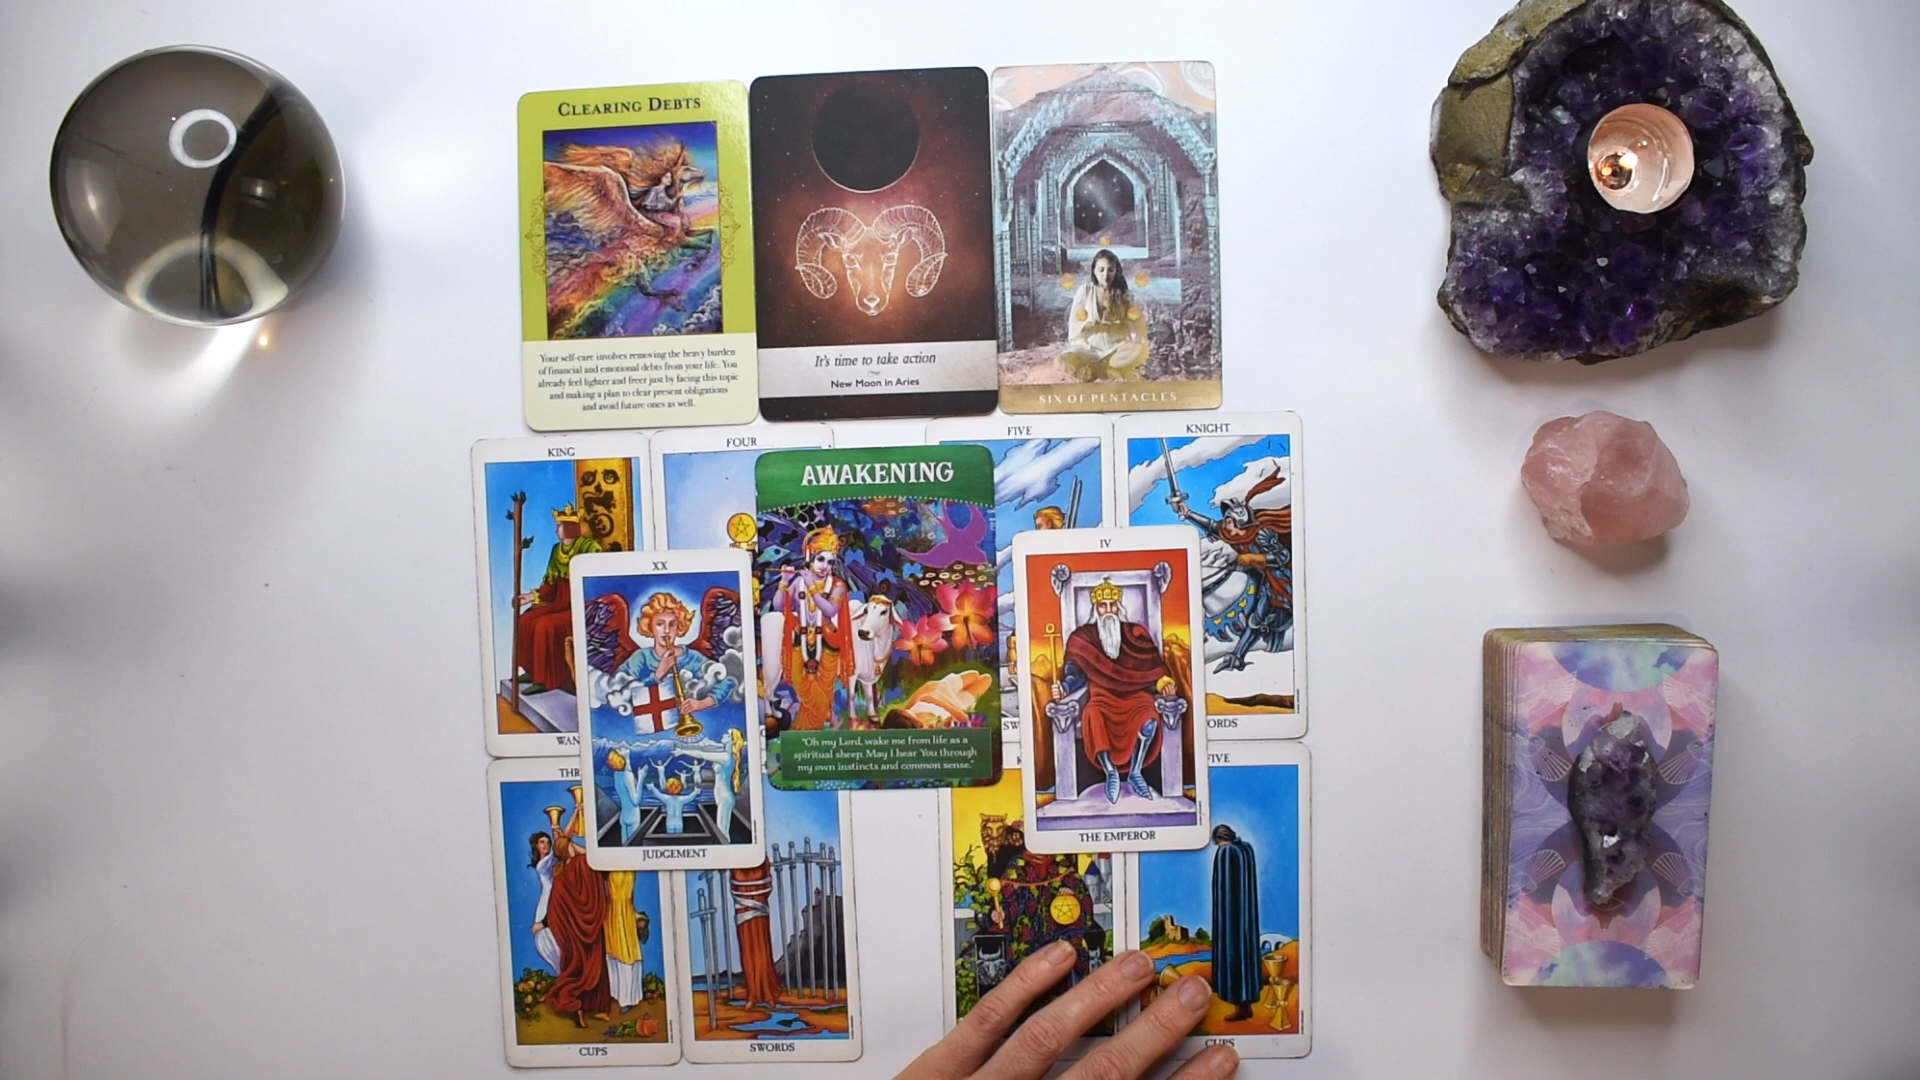 CLEARING DEBTS
Your self-care involves removing the heavy burden
of financial and emotional debts from your life. You
already feel lighter and freer just by facing this topic
and making a plan to clear present obligations
and avoid future ones as well.
It's time to take action
New Moon in Aries
SIX OF PENTACLES
KING
FOUR
FIVE
KNIGHT
AWAKENING
"Oh my Lord, wake me from life as a
spiritual sheep. May I hear You through
my own instincts and common sense."
XX
JUDGEMENT
IV
THE EMPEROR
WAN
SW
ORDS
THR
K
FIVE
CUPS
SWORDS
CUPS